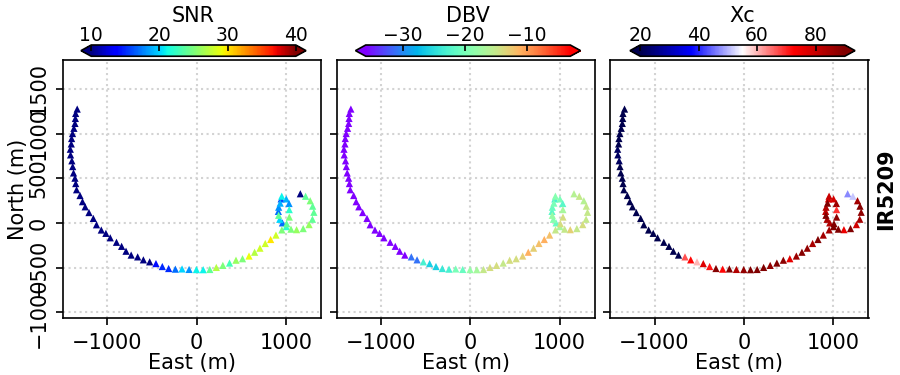 SNR DBV Xc
10 20 30 40 −30 −20 −10 20 40 60 80
North (m)
1500
1000
500
0
−500
−1000
IR5209
−1000 0 1000 −1000 0 1000 −1000 0 1000
East (m) East (m) East (m)